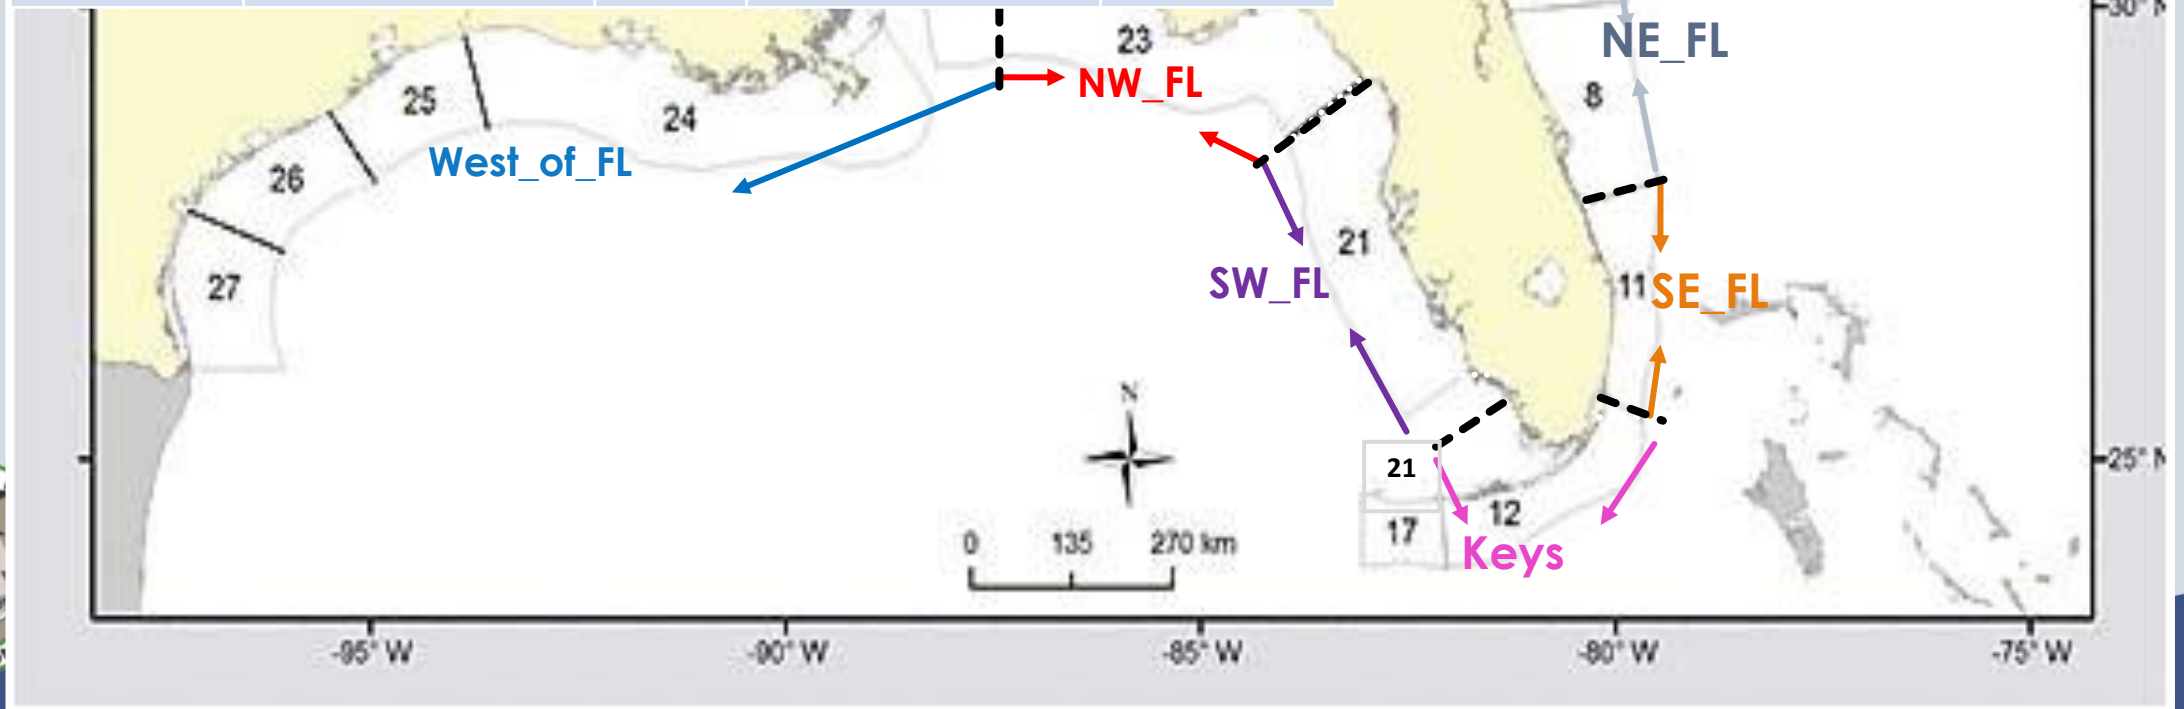 30° N
NE_FL
23
NW_FL
8
25
24
West_of_FL
26
21
27
SW_FL
11
SE_FL
N
21
25° N
12
17
0 135 270 km
Keys
-95° W -90° W -85° W -80° W -75° W